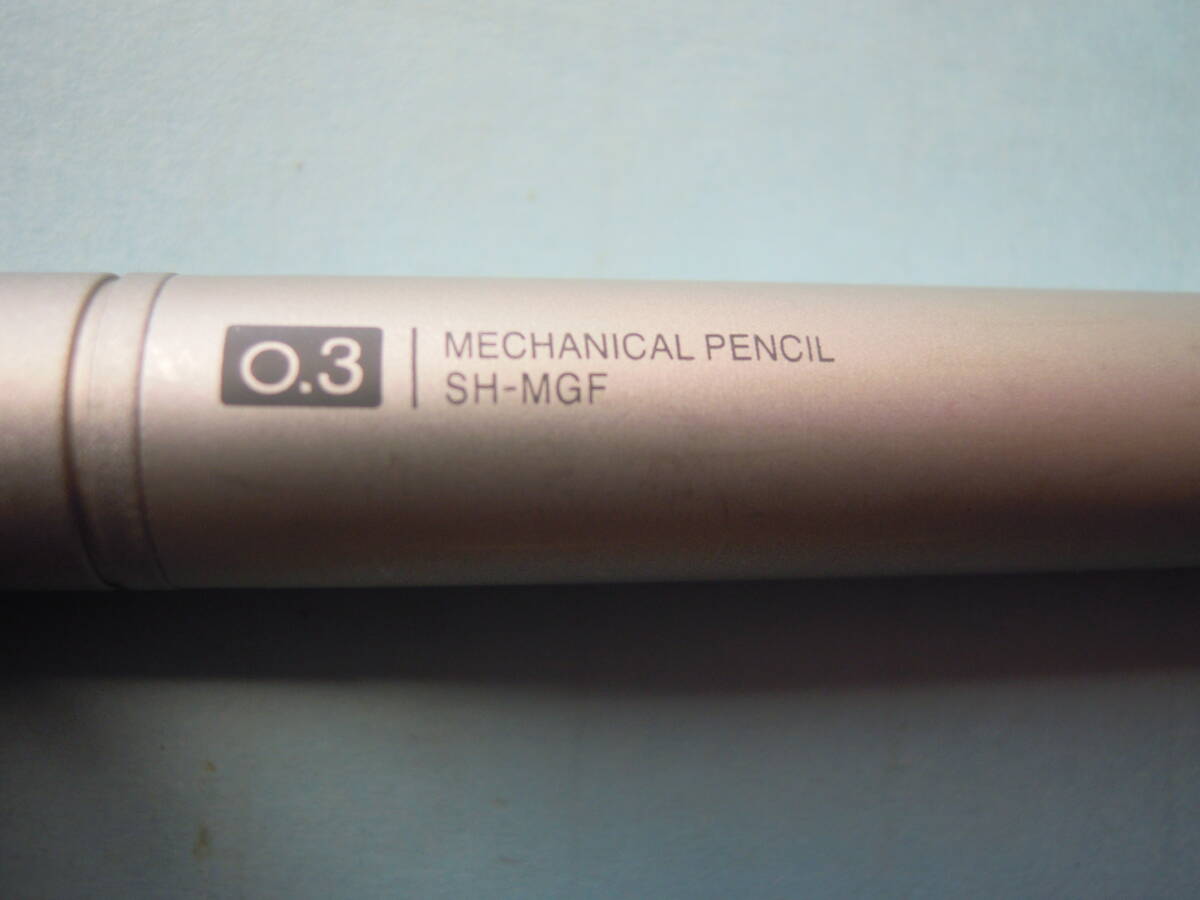 0.3
MECHANICAL PENCIL
SH-MGF